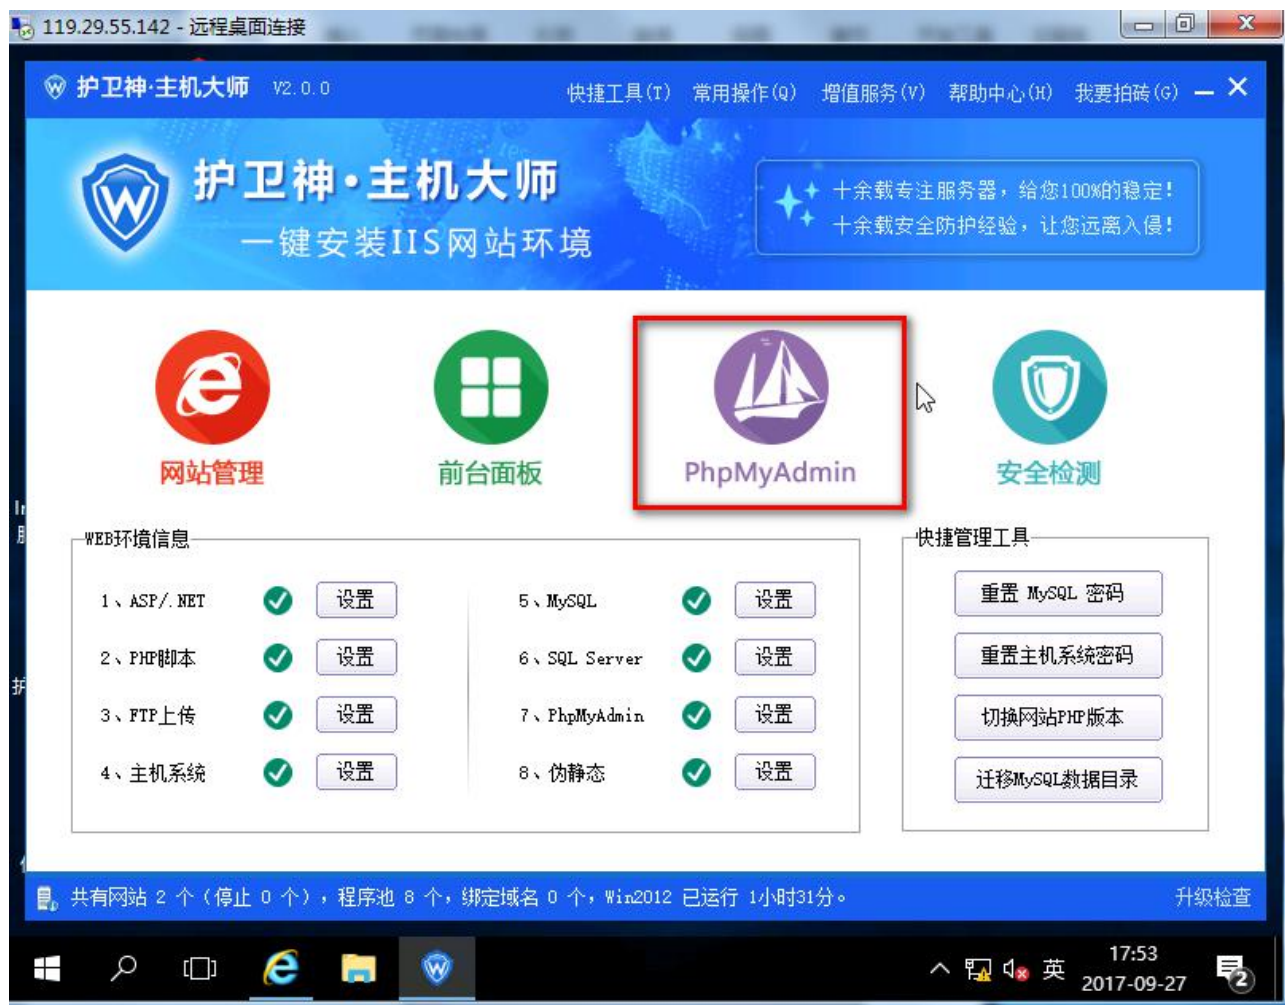 119.29.55.142 - 远程桌面连接
护卫神·主机大师 V2.0.0 快捷工具(T) 常用操作(Q) 增值服务(V) 帮助中心(H) 我要拍砖(G)
护卫神·主机大师
一键安装IIS网站环境
十余载专注服务器，给您100%的稳定！
十余载安全防护经验，让您远离入侵！
网站管理 前台面板 PhpMyAdmin 安全检测
WEB环境信息
1、ASP/.NET 设置
2、PHP脚本 设置
3、FTP上传 设置
4、主机系统 设置
5、MySQL 设置
6、SQL Server 设置
7、PhpMyAdmin 设置
8、伪静态 设置
快捷管理工具
重置 MySQL 密码
重置主机系统密码
切换网站PHP版本
迁移MySQL数据目录
共有网站 2 个（停止 0 个），程序池 8 个，绑定域名 0 个，Win2012 已运行 1小时31分。 升级检查
英 17:53
2017-09-27
2